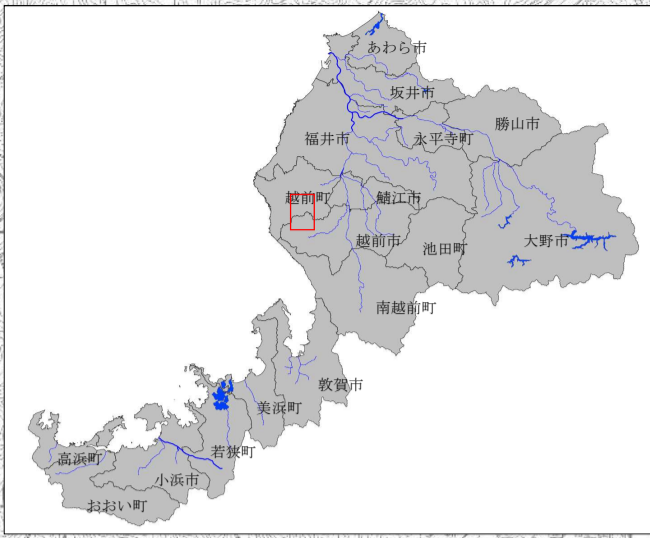 あわら市
坂井市
勝山市
福井市
永平寺町
越前町
鯖江市
越前市
池田町
大野市
南越前町
敦賀市
美浜町
若狭町
高浜町
小浜市
おおい町